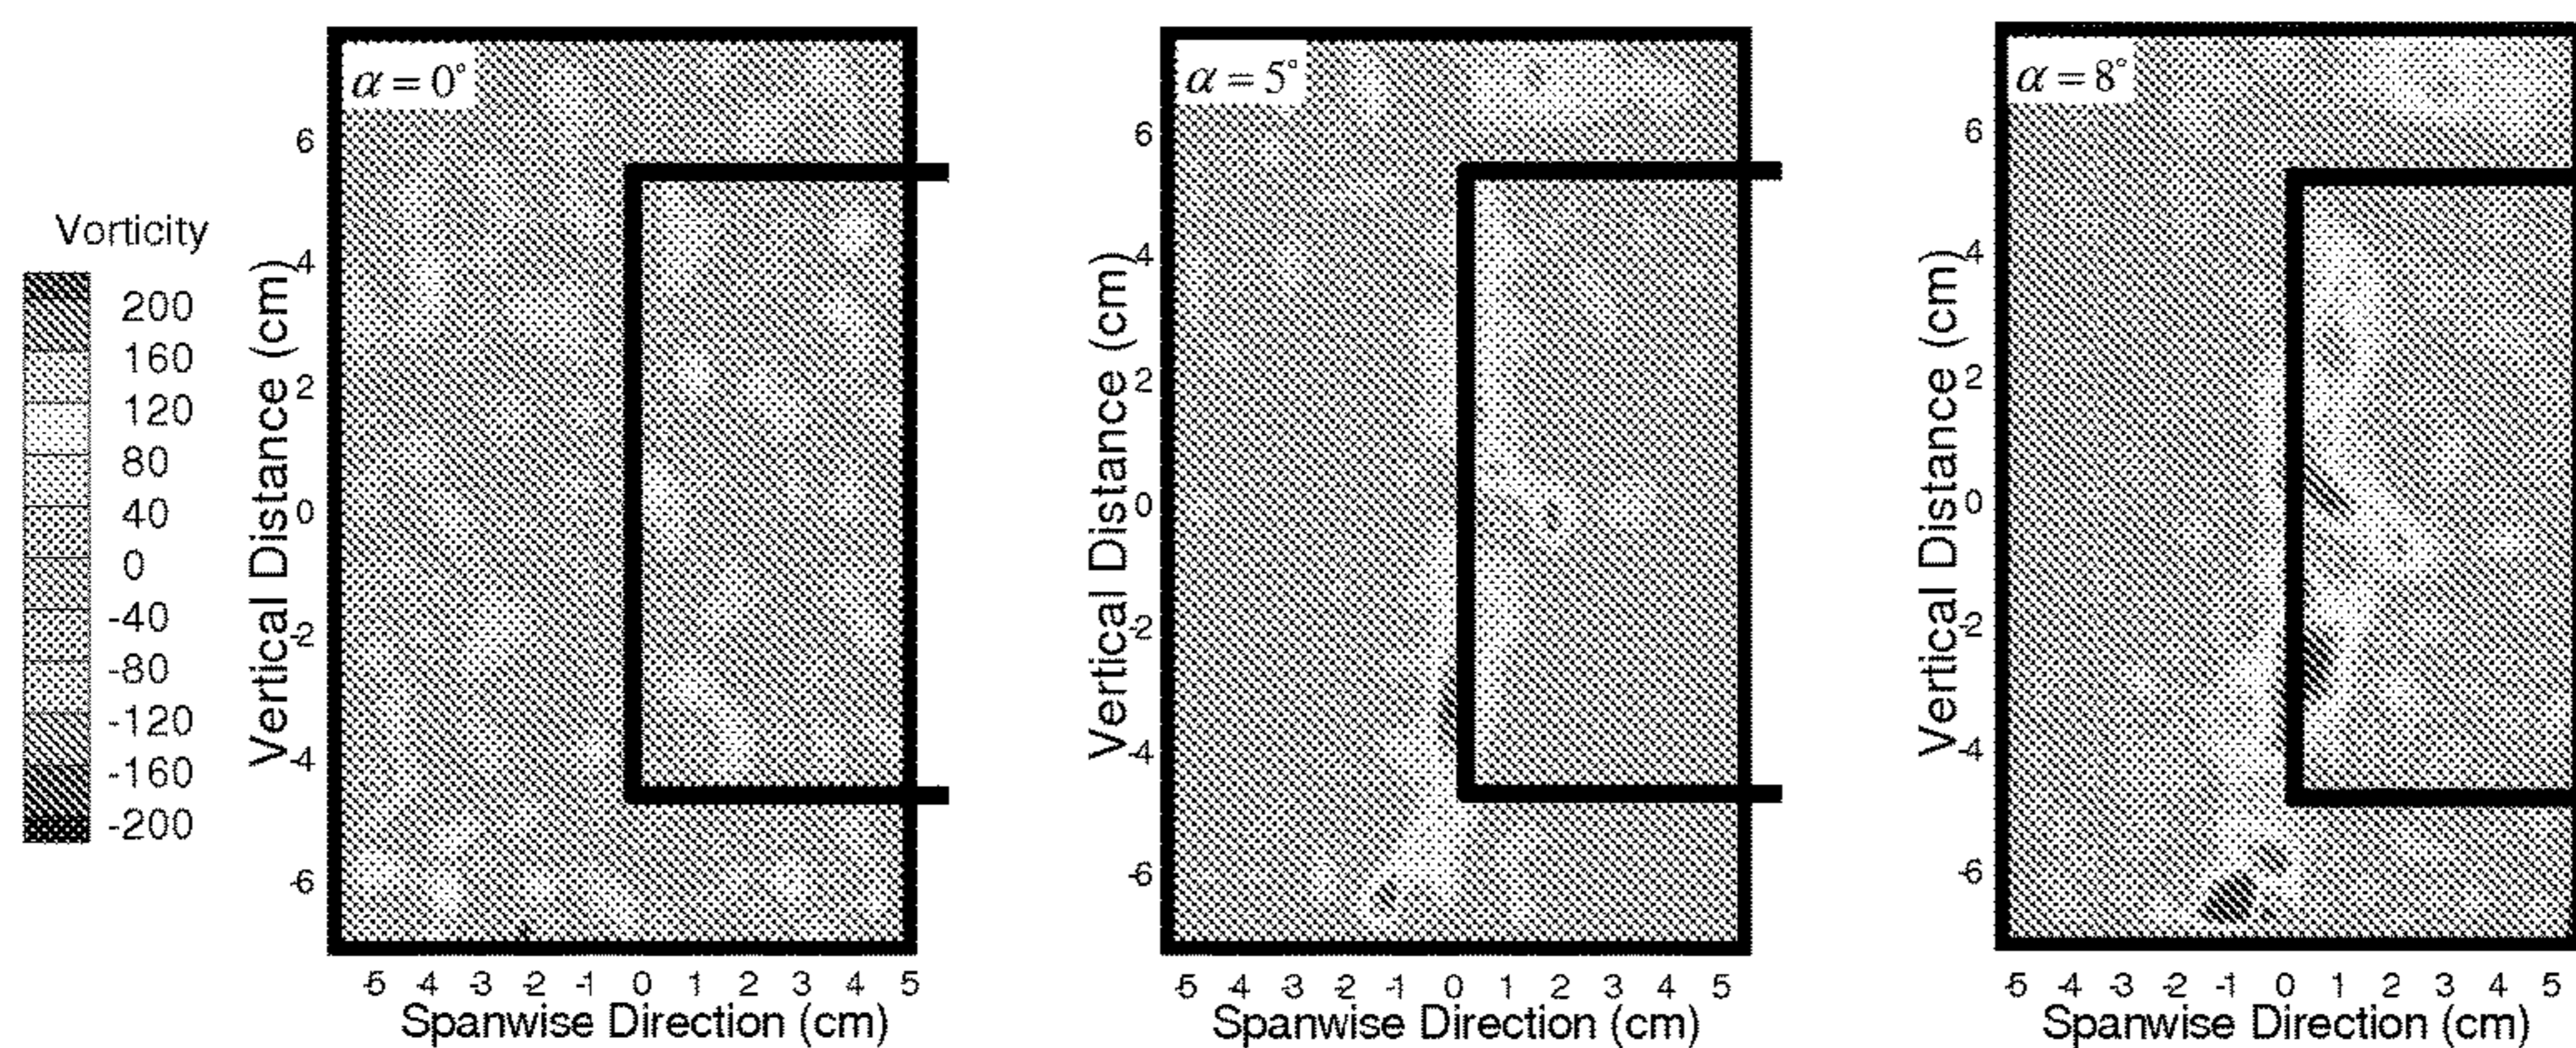 Vorticity
200
160
120
80
40
0
-40
-80
-120
-160
-200
α = 0°
Vertical Distance (cm)
6
4
2
0
-2
-4
-6
-5 -4 -3 -2 -1 0 1 2 3 4 5
Spanwise Direction (cm)
α = 5°
Vertical Distance (cm)
6
4
2
0
-2
-4
-6
-5 -4 -3 -2 -1 0 1 2 3 4 5
Spanwise Direction (cm)
α = 8°
Vertical Distance (cm)
6
4
2
0
-2
-4
-6
-5 -4 -3 -2 -1 0 1 2 3 4 5
Spanwise Direction (cm)